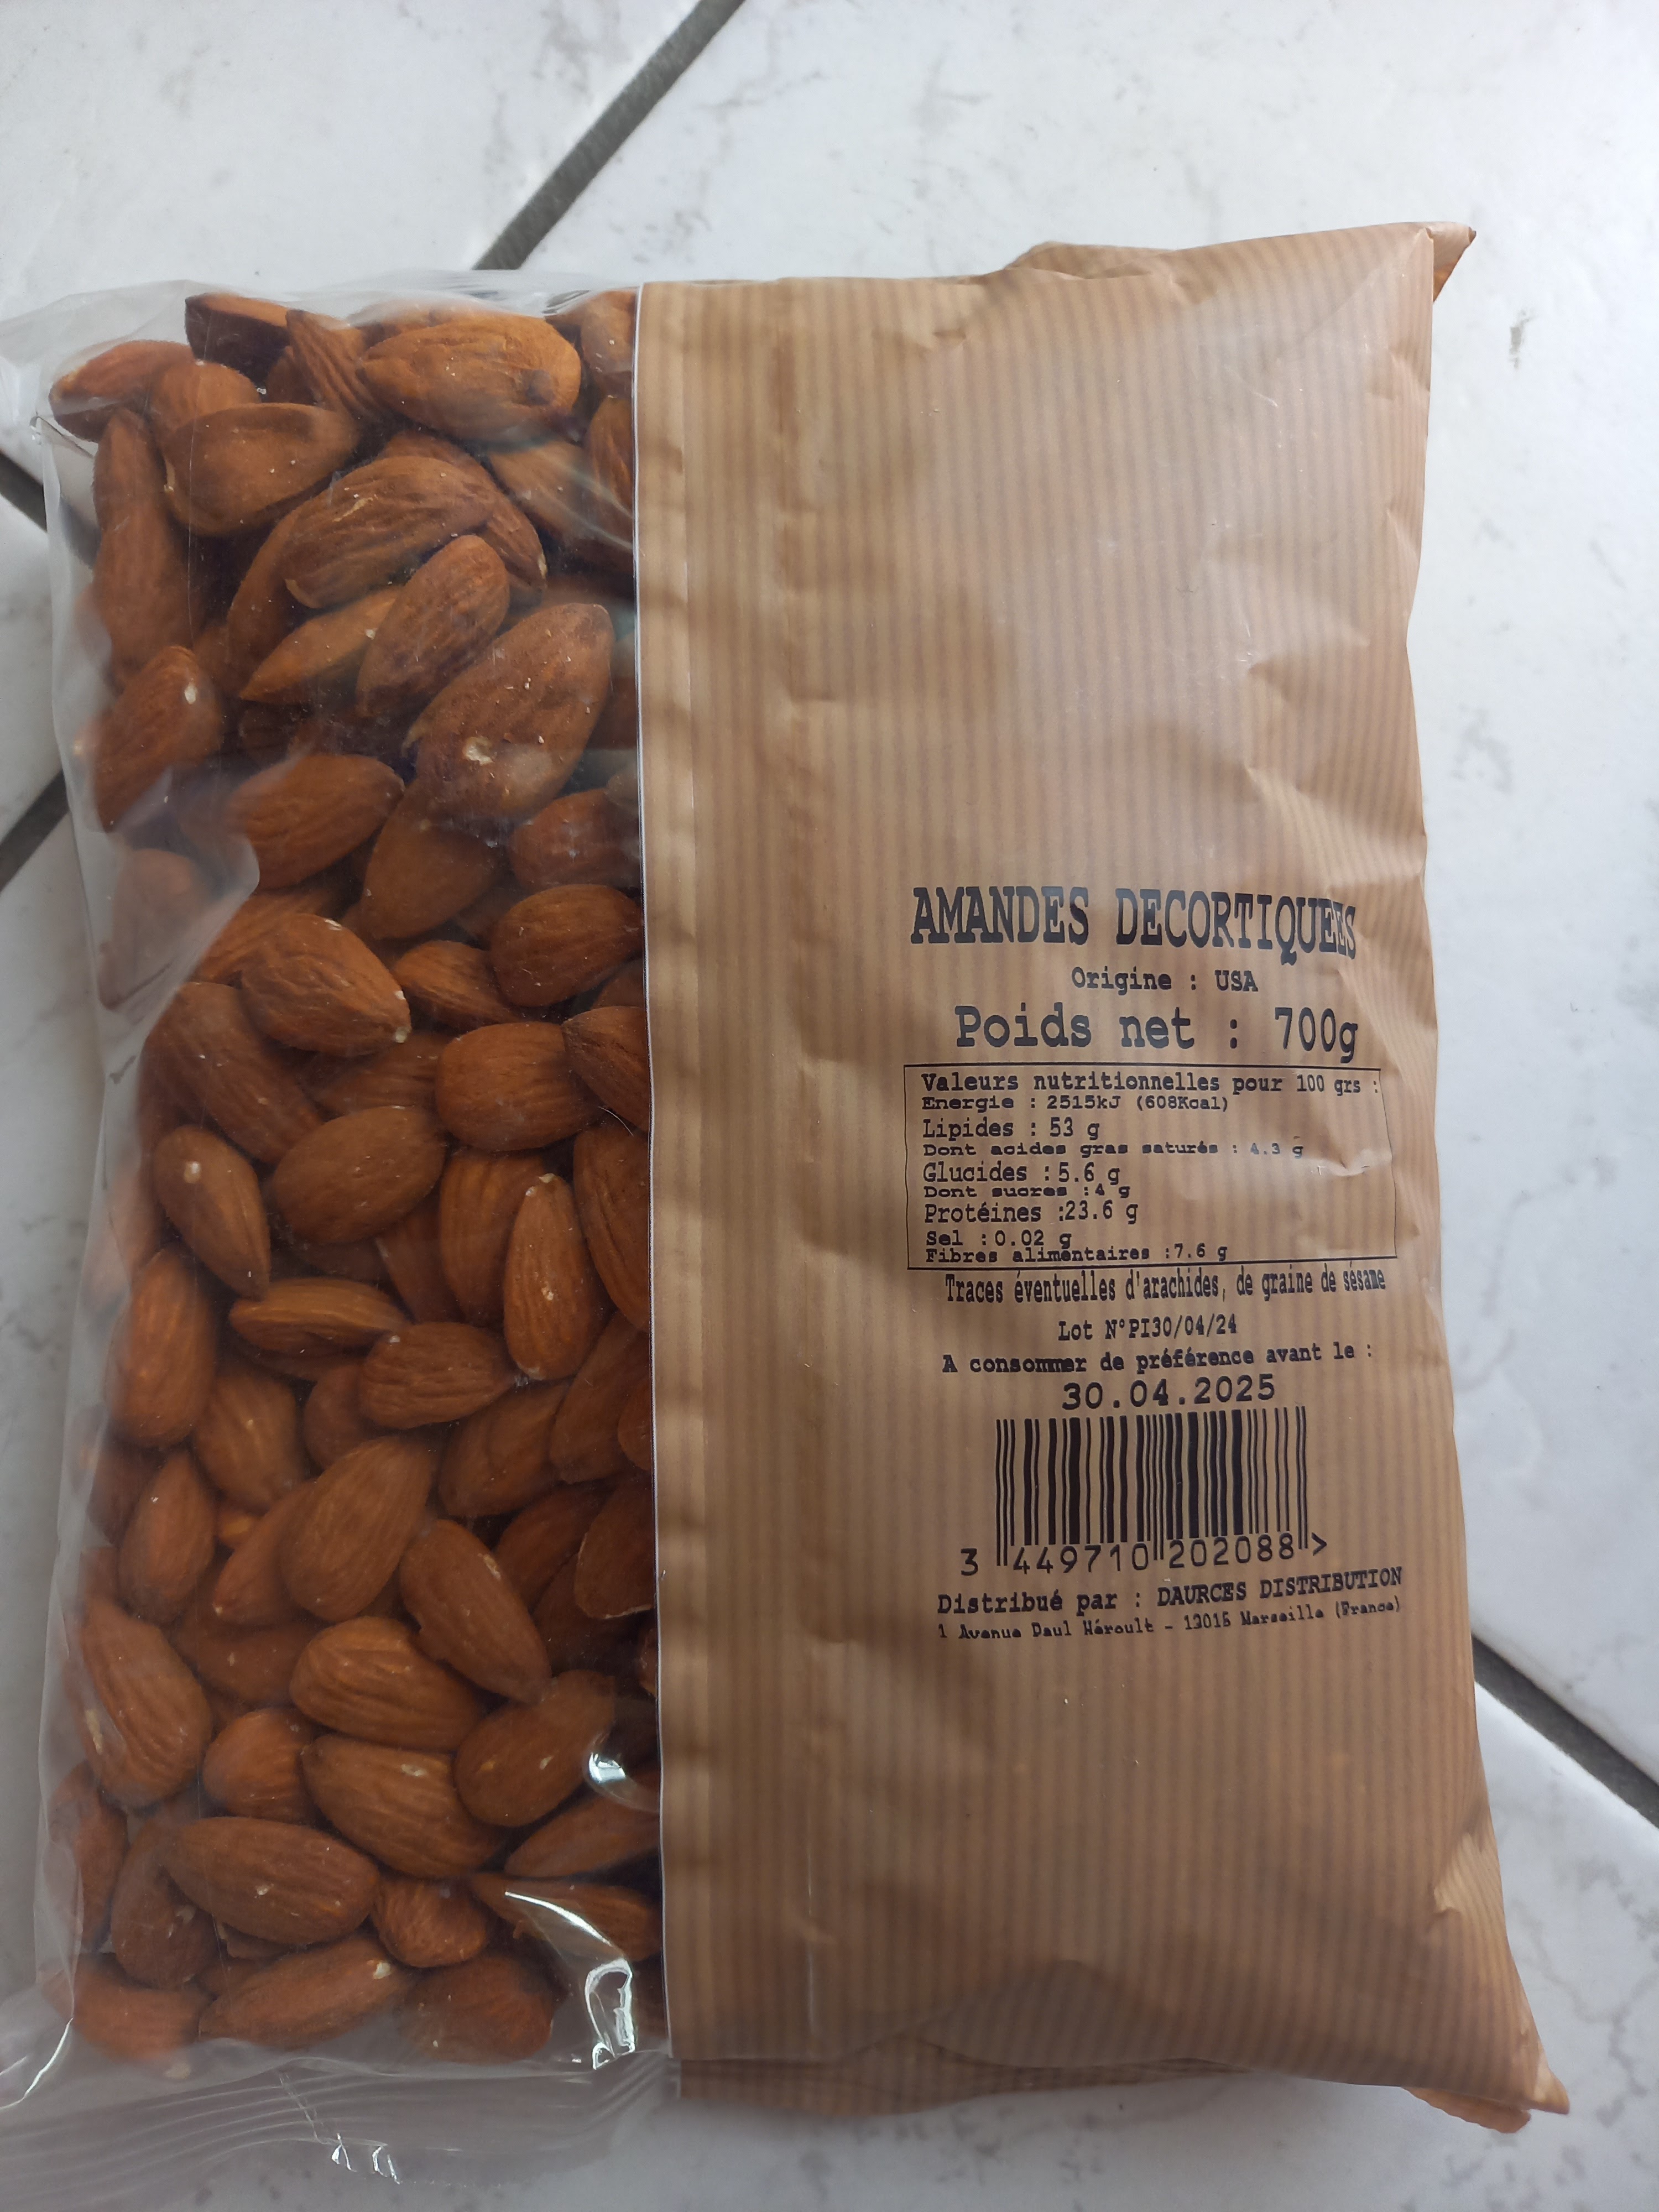 AMANDES DECORTIQUEES
Origine : USA
Poids net : 700g
Valeurs nutritionnelles pour 100 grs :
Energie : 2515kJ (608Kcal)
Lipides : 53 g
Dont acides gras saturés : 4.3 g
Glucides :5.6 g
Dont sucres :4 g
Protéines :23.6 g
Sel :0.02 g
Fibres alimentaires :7.6 g
Traces éventuelles d'arachides, de graine de sésame
Lot N°PI30/04/24
A consommer de préférence avant le :
30.04.2025
3 449710 202088 >
Distribué par : DAURCES DISTRIBUTION
1 Avenue Paul Héroult - 13015 Marseille (France)